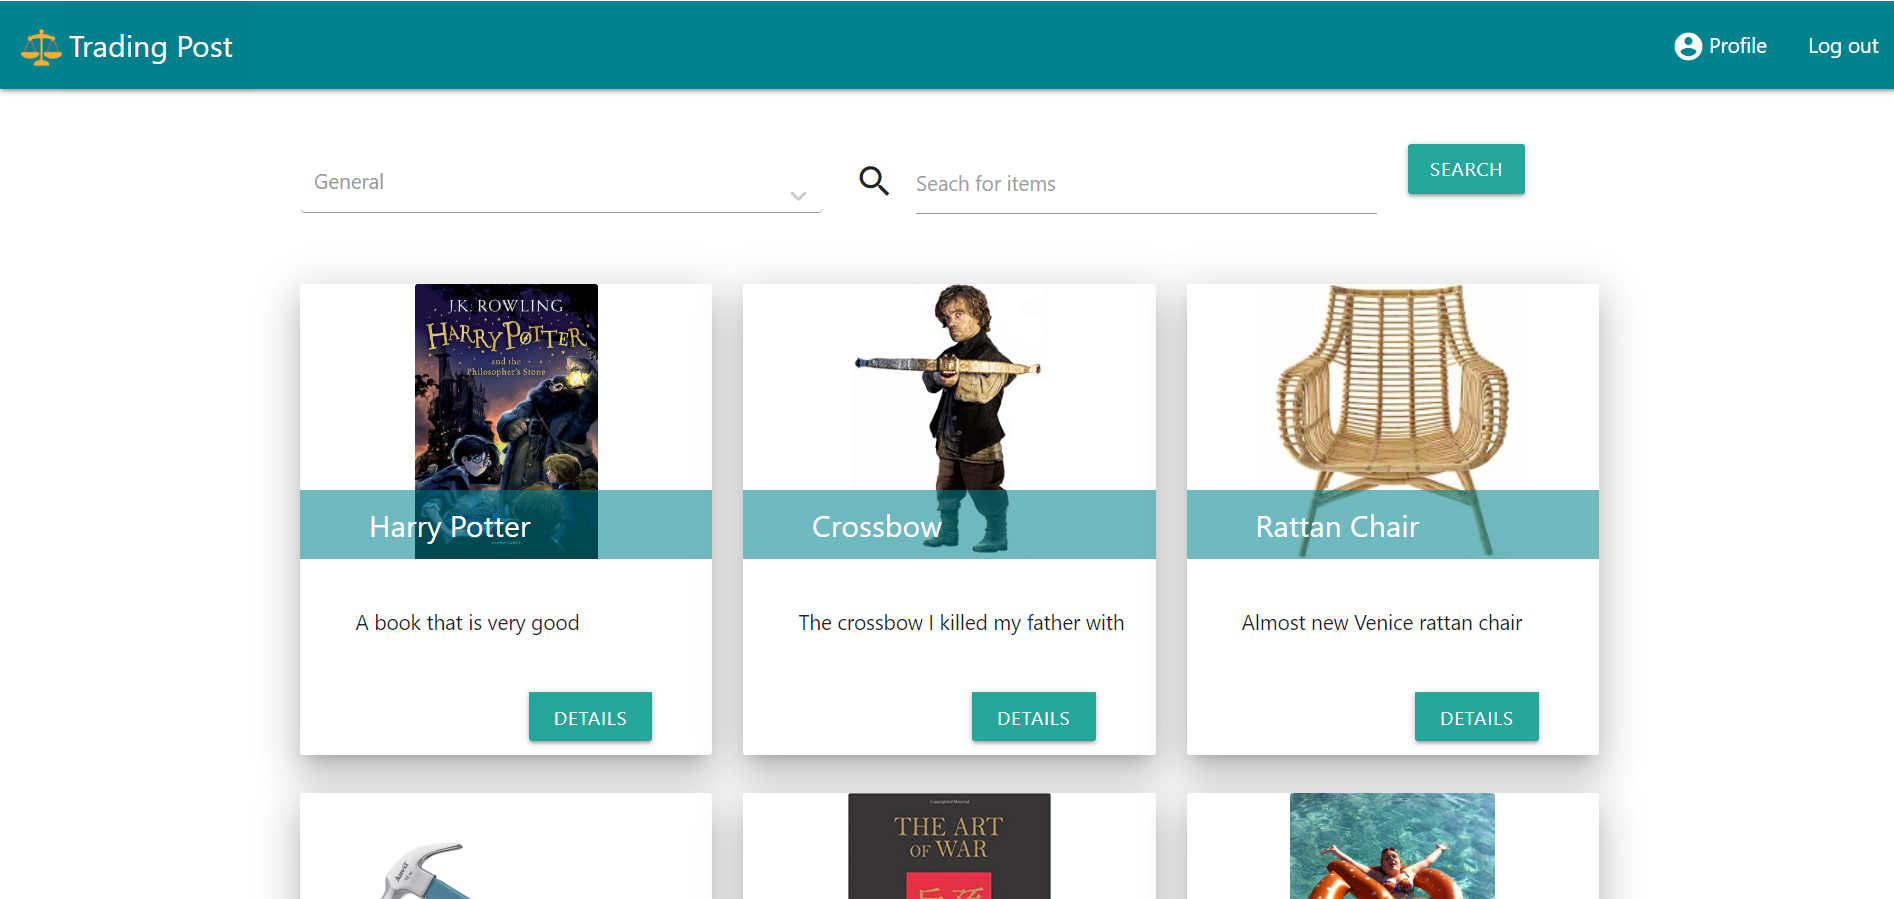 Trading Post
Profile
Log out
General
Seach for items
SEARCH
J.K. ROWLING
HARRY POTTER
and the
Philosopher's Stone
Harry Potter
Crossbow
Rattan Chair
A book that is very good
The crossbow I killed my father with
Almost new Venice rattan chair
DETAILS
DETAILS
DETAILS
Copyrighted Material
THE ART
OF WAR